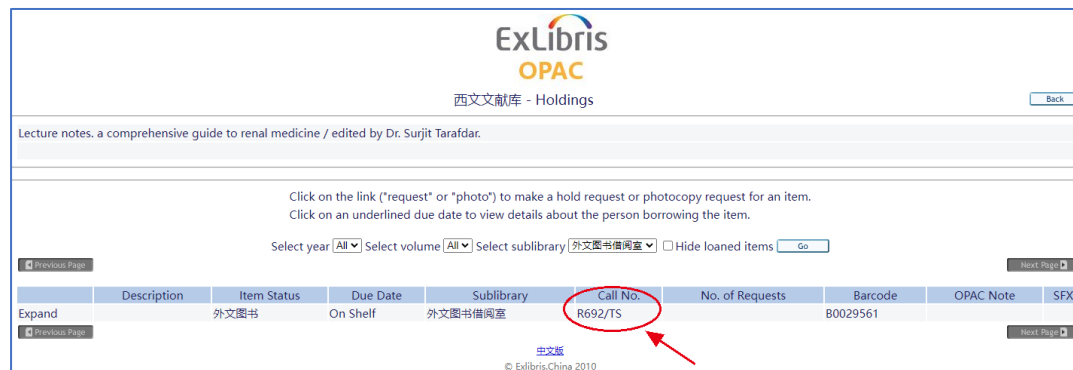 ExLibris
OPAC
西文文献库 - Holdings
Back
Lecture notes. a comprehensive guide to renal medicine / edited by Dr. Surjit Tarafdar.
Click on the link ("request" or "photo") to make a hold request or photocopy request for an item.
Click on an underlined due date to view details about the person borrowing the item.
Select year All Select volume All Select sublibrary 外文图书借阅室 Hide loaned items Go
Previous Page Next Page
Description Item Status Due Date Sublibrary Call No. No. of Requests Barcode OPAC Note SFX
Expand 外文图书 On Shelf 外文图书借阅室 R692/TS B0029561
Previous Page Next Page
中文版
© Exlibris.China 2010